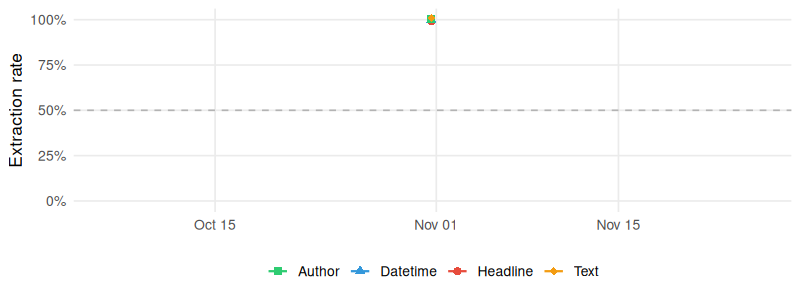 Extraction rate
100%
75%
50%
25%
0%
Oct 15 Nov 01 Nov 15
Author Datetime Headline Text